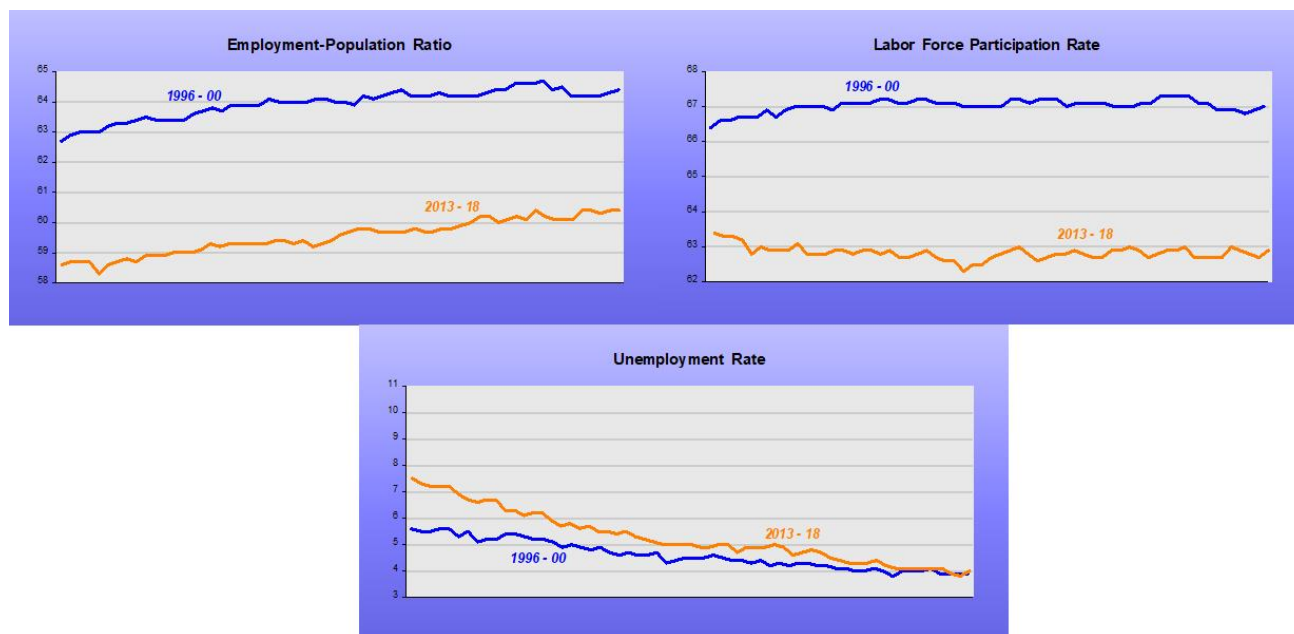 Employment-Population Ratio
65
64
63
62
61
60
59
58
1996 - 00
2013 - 18
Labor Force Participation Rate
68
67
66
65
64
63
62
1996 - 00
2013 - 18
Unemployment Rate
11
10
9
8
7
6
5
4
3
2013 - 18
1996 - 00